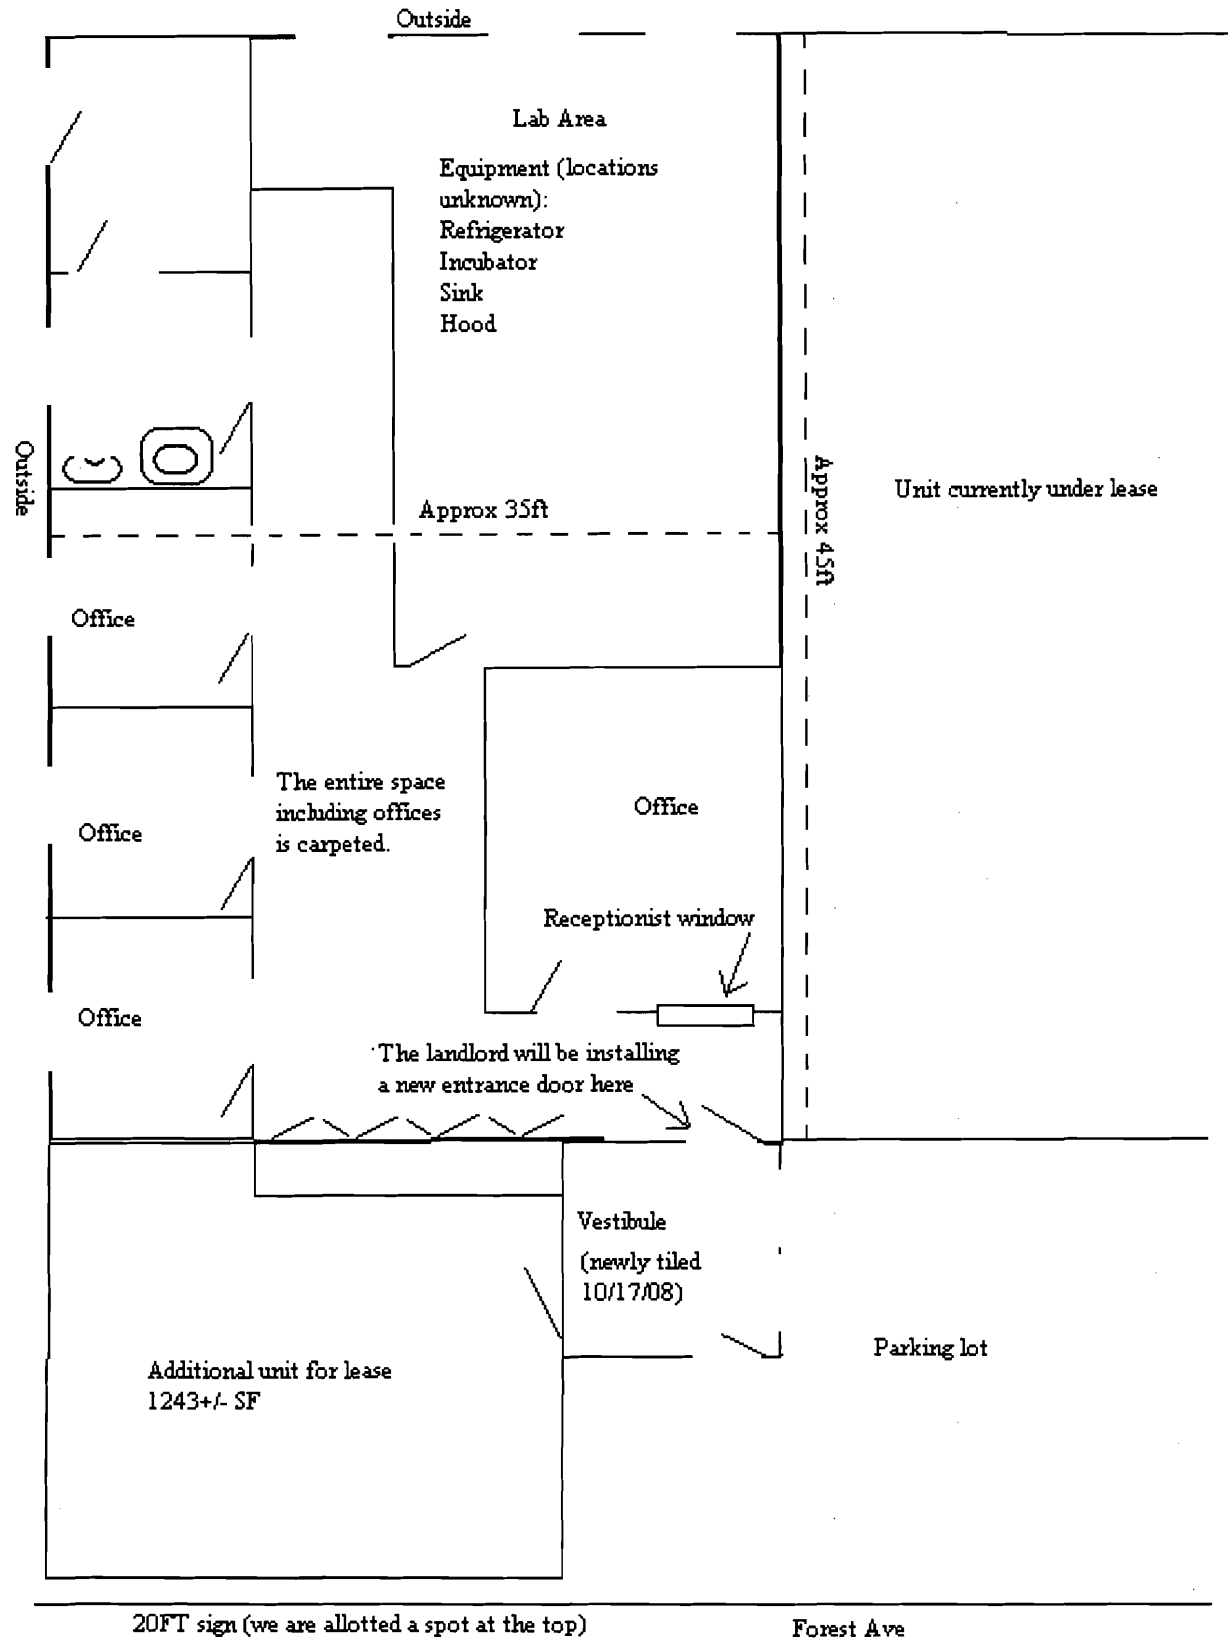 Outside
Lab Area
Equipment (locations
unknown):
Refrigerator
Incubator
Sink
Hood
Outside
Approx 35ft
Approx 45ft
Unit currently under lease
Office
The entire space
including offices
is carpeted.
Office
Office
Receptionist window
Office
The landlord will be installing
a new entrance door here
Vestibule
(newly tiled
10/17/08)
Parking lot
Additional unit for lease
1243+/- SF
20FT sign (we are allotted a spot at the top)
Forest Ave